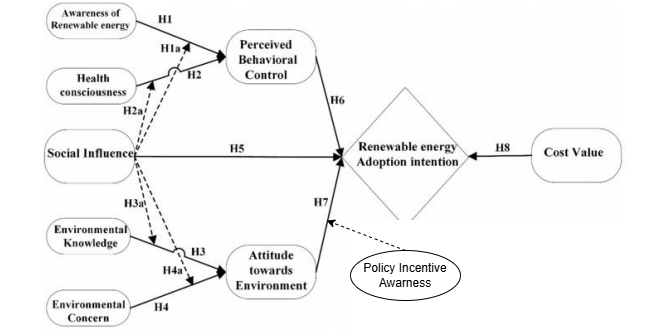 Awareness of
Renewable energy
H1
H1a
Perceived
Behavioral
Control
H2
Health
consciousness
H2a
H6
Social Influence
H5
Renewable energy
Adoption intention
H8
Cost Value
H3a
H7
Environmental
Knowledge
H3
H4a
Attitude
towards
Environment
Policy Incentive
Awarness
Environmental
Concern
H4